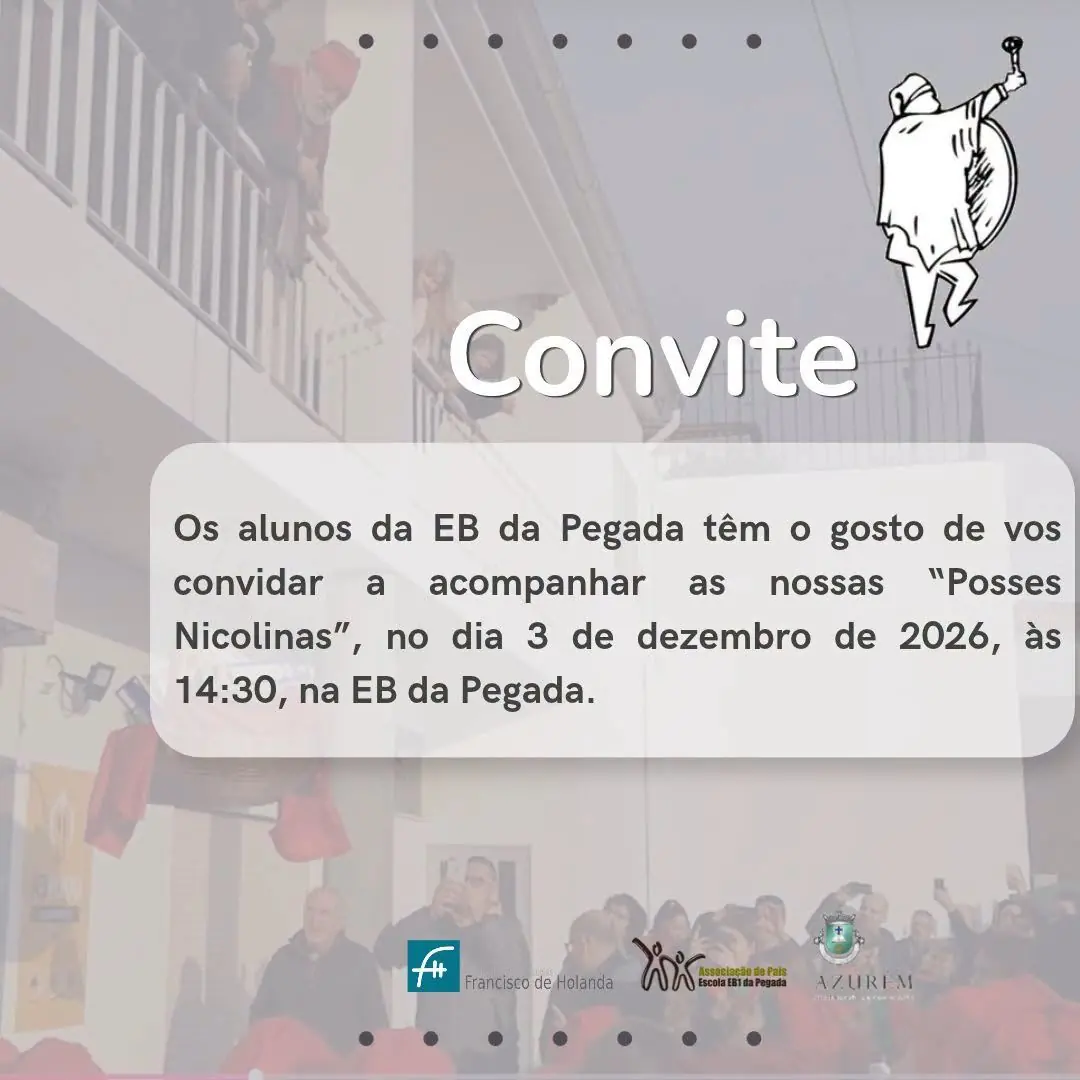 Convite
Os alunos da EB da Pegada têm o gosto de vos
convidar a acompanhar as nossas “Posses
Nicolinas”, no dia 3 de dezembro de 2026, às
14:30, na EB da Pegada.
Francisco de Holanda
Associação de Pais
Escola EB1 da Pegada
AZURÉM